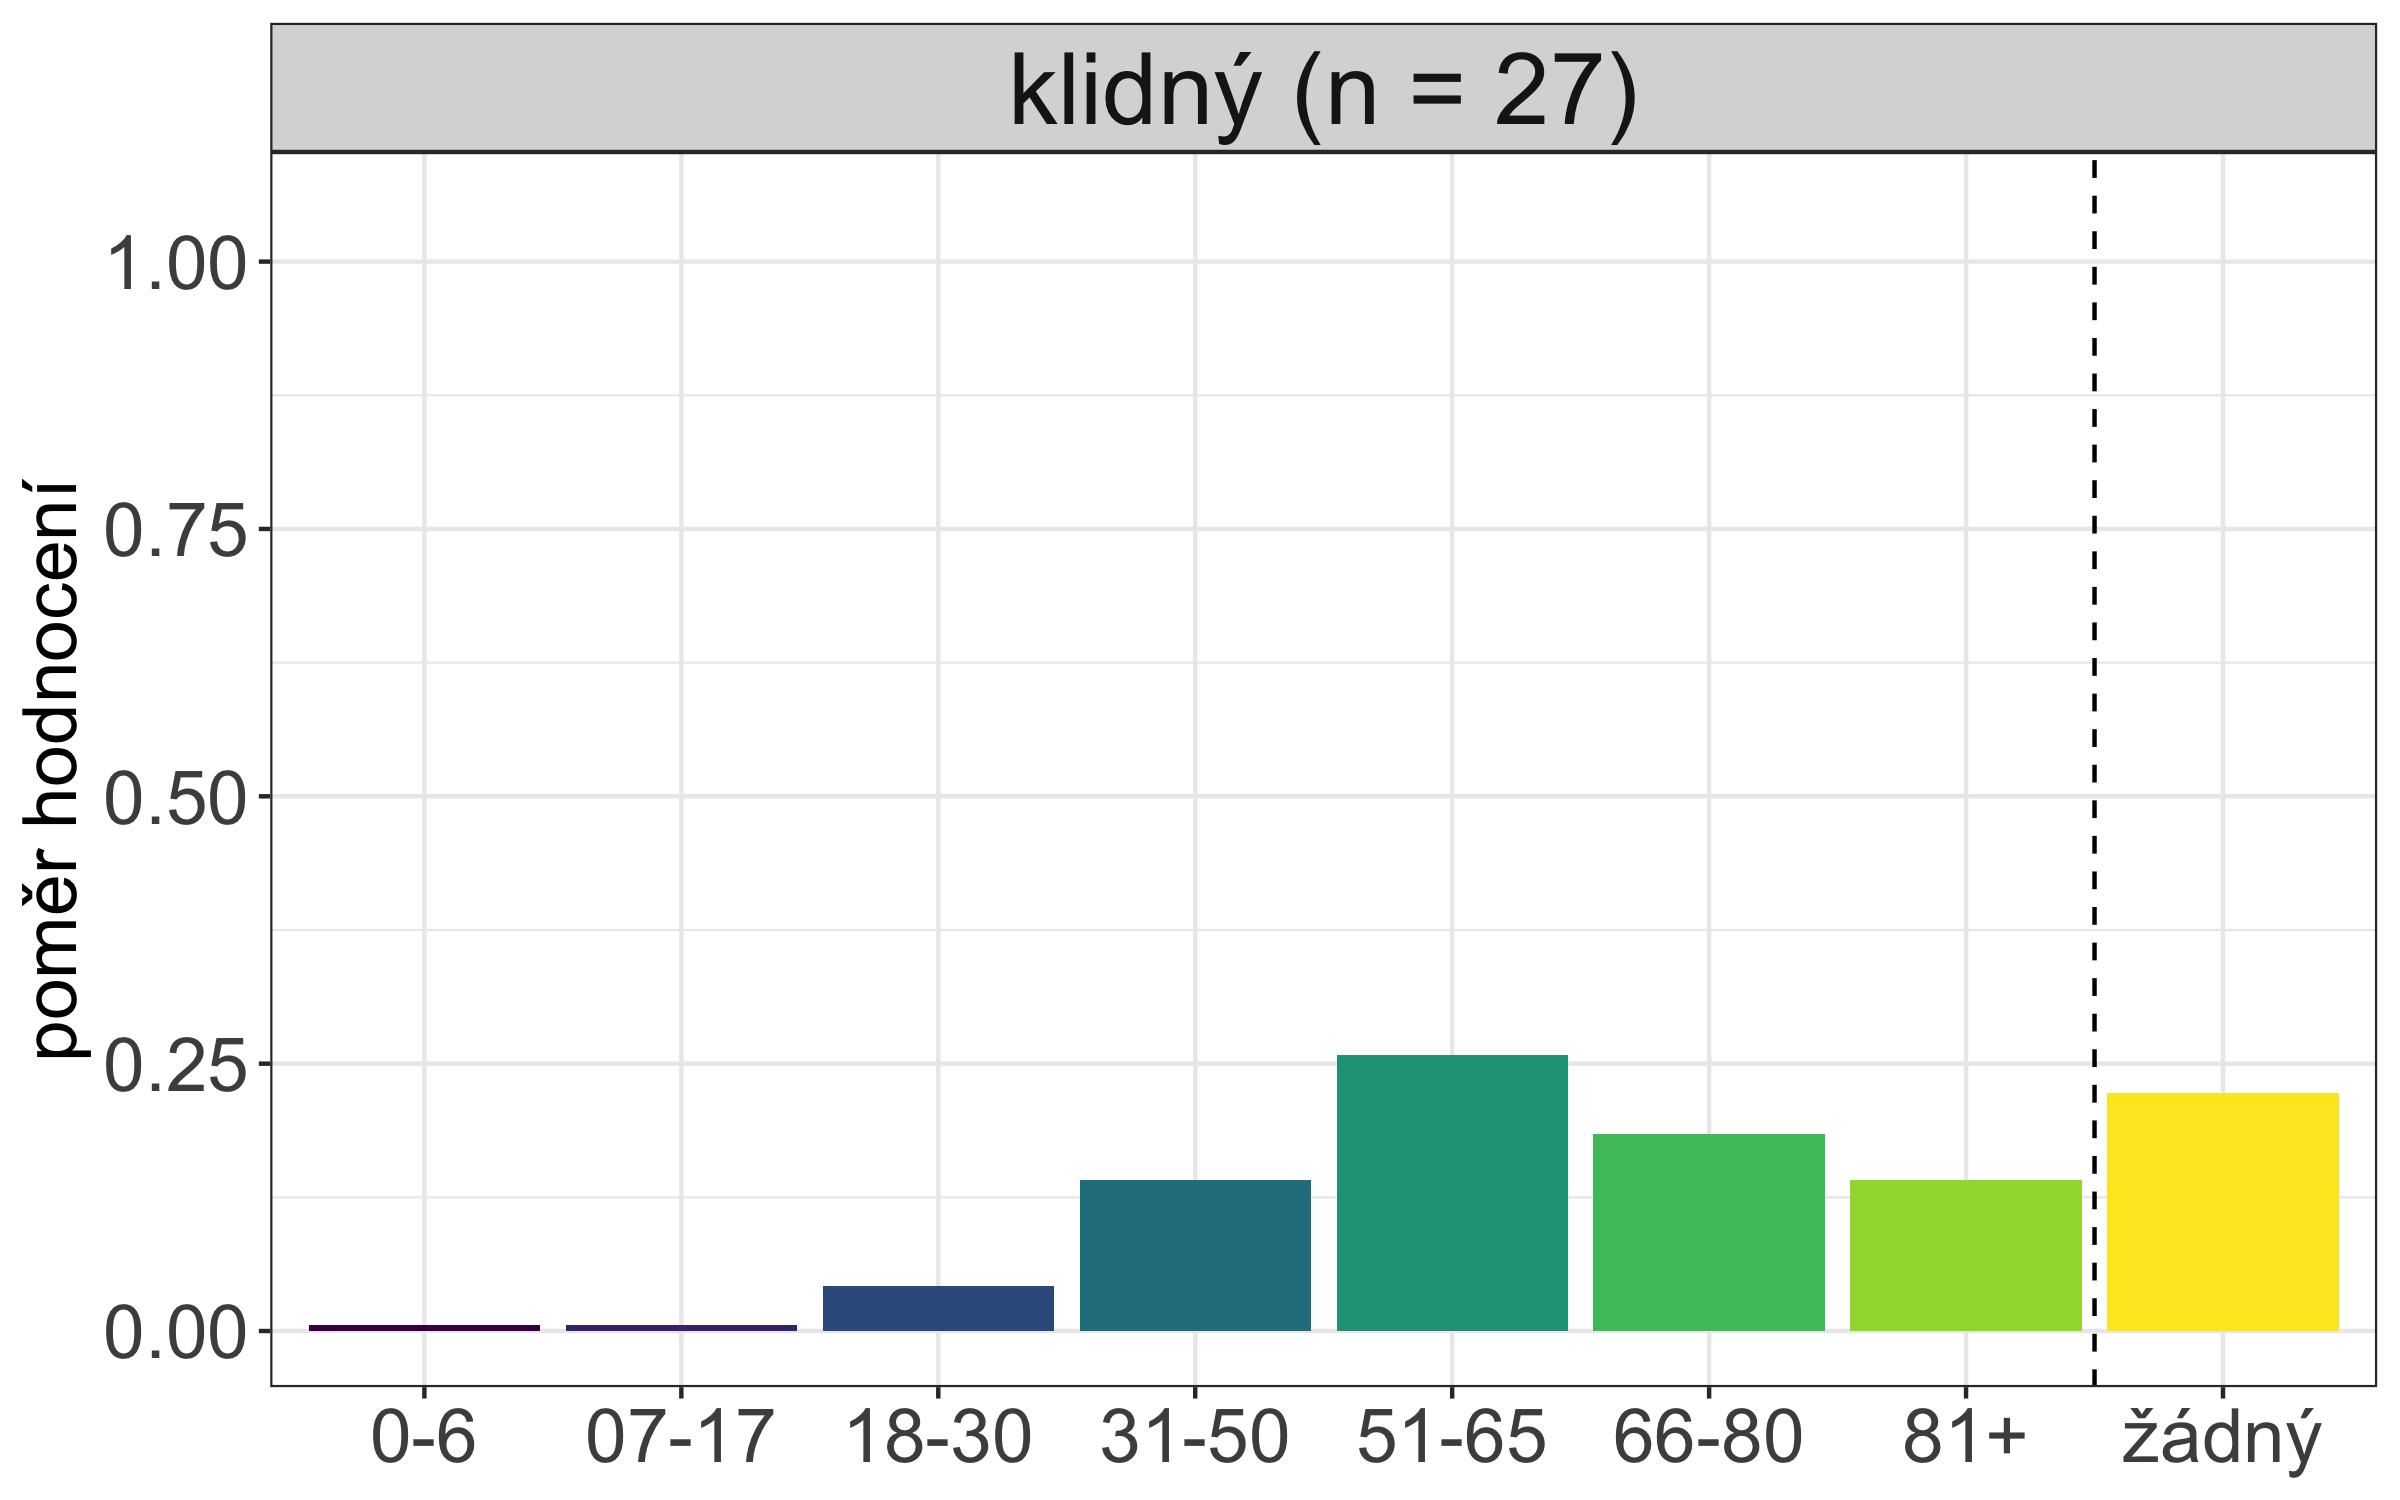 klidný (n = 27)
poměr hodnocení
1.00
0.75
0.50
0.25
0.00
0-6 07-17 18-30 31-50 51-65 66-80 81+ žádný